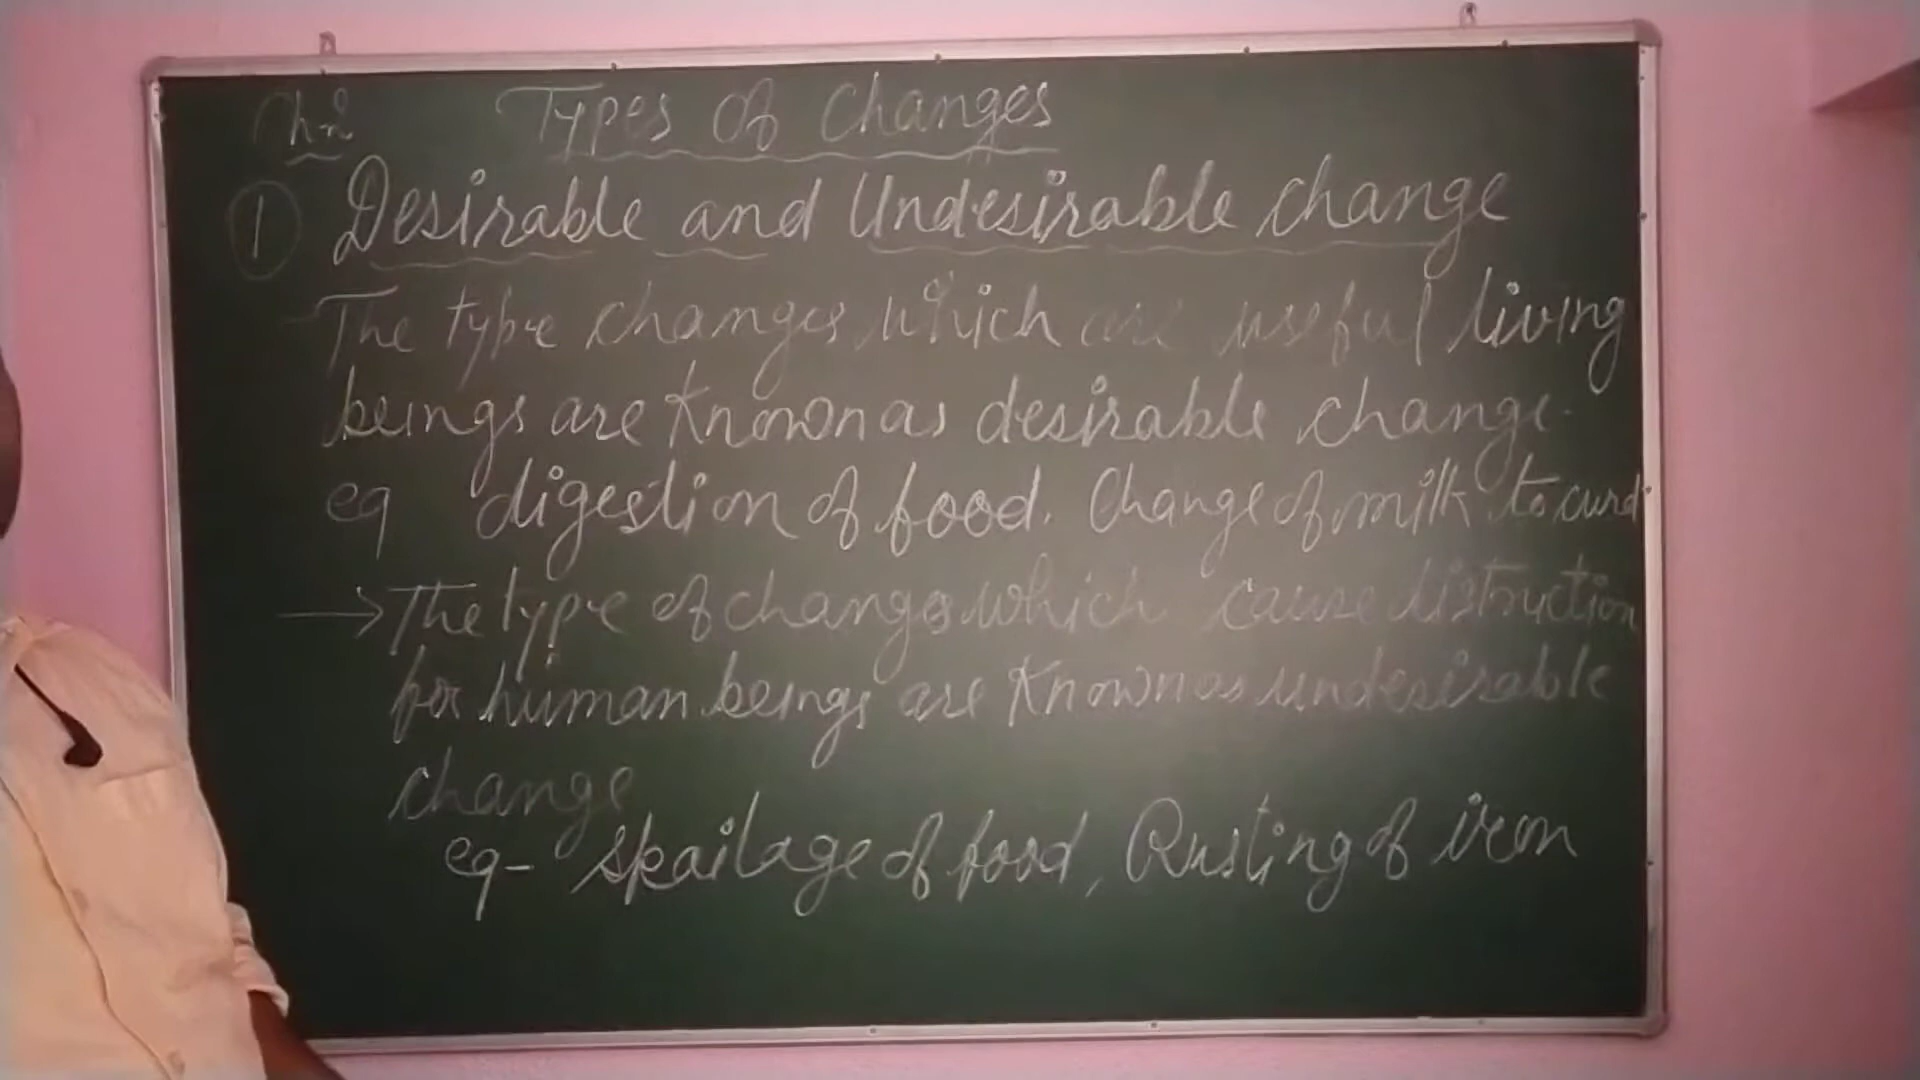 Types Of Changes
1 Desirable and Undesirable change
The type changes which are useful living
beings are Known as desirable change.
eg digestion of food. Change of milk to curd
→ The type of changes which cause distruction
for human beings are Known as undesirable
change
eg - Spailage of food, Rusting of iron